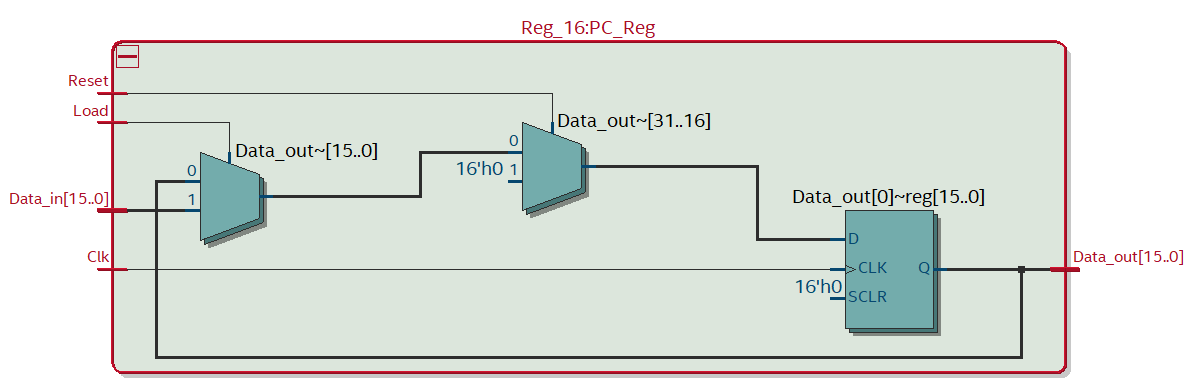 Reg_16:PC_Reg
Reset
Load
Data_out~[31..16]
0
16'h0
1
Data_out~[15..0]
0
1
Data_in[15..0]
Data_out[0]~reg[15..0]
D
Clk
CLK
Q
Data_out[15..0]
16'h0
SCLR